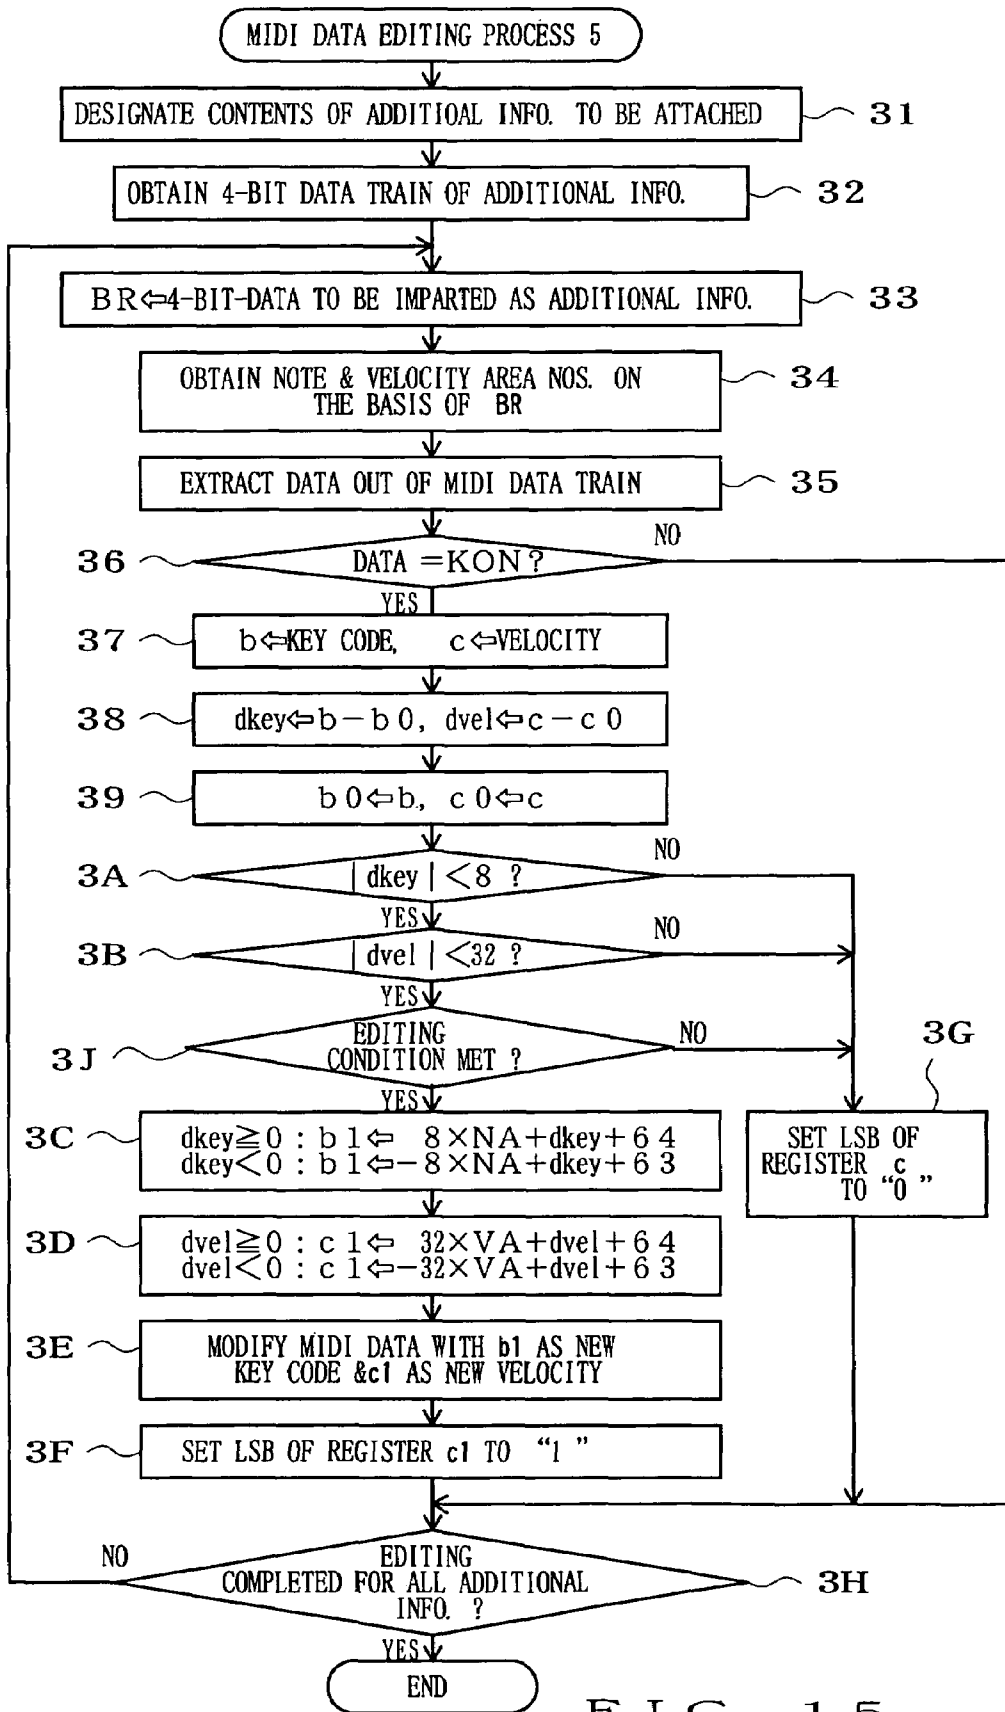 MIDI DATA EDITING PROCESS 5
DESIGNATE CONTENTS OF ADDITIOAL INFO. TO BE ATTACHED
31
OBTAIN 4-BIT DATA TRAIN OF ADDITIONAL INFO.
32
BR⇦4-BIT-DATA TO BE IMPARTED AS ADDITIONAL INFO.
33
OBTAIN NOTE & VELOCITY AREA NOS. ON
THE BASIS OF BR
34
EXTRACT DATA OUT OF MIDI DATA TRAIN
35
36
DATA =KON?
NO
YES
37
b⇦KEY CODE, c⇦VELOCITY
38
dkey⇦b-b0, dvel⇦c-c0
39
b0⇦b, c0⇦c
3A
|dkey|<8 ?
NO
YES
3B
|dvel|<32 ?
NO
YES
3J
EDITING
CONDITION MET ?
NO
YES
3G
SET LSB OF
REGISTER c
TO “0 ”
3C
dkey≧0 : b1⇦ 8×NA+dkey+64
dkey<0 : b1⇦-8×NA+dkey+63
3D
dvel≧0 : c1⇦ 32×VA+dvel+64
dvel<0 : c1⇦-32×VA+dvel+63
3E
MODIFY MIDI DATA WITH b1 AS NEW
KEY CODE &c1 AS NEW VELOCITY
3F
SET LSB OF REGISTER c1 TO “1 ”
NO
EDITING
COMPLETED FOR ALL ADDITIONAL
INFO. ?
3H
YES
END
FIG. 15